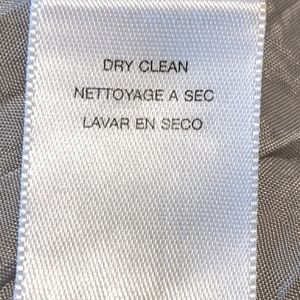 DRY CLEAN
NETTOYAGE A SEC
LAVAR EN SECO